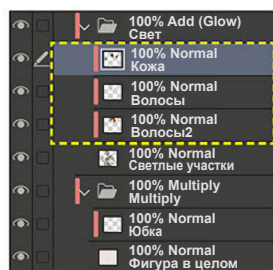 100% Add (Glow)
Свет
100% Normal
Кожа
100% Normal
Волосы
100% Normal
Волосы2
100% Normal
Светлые участки
100% Multiply
Multiply
100% Normal
Юбка
100% Normal
Фигура в целом